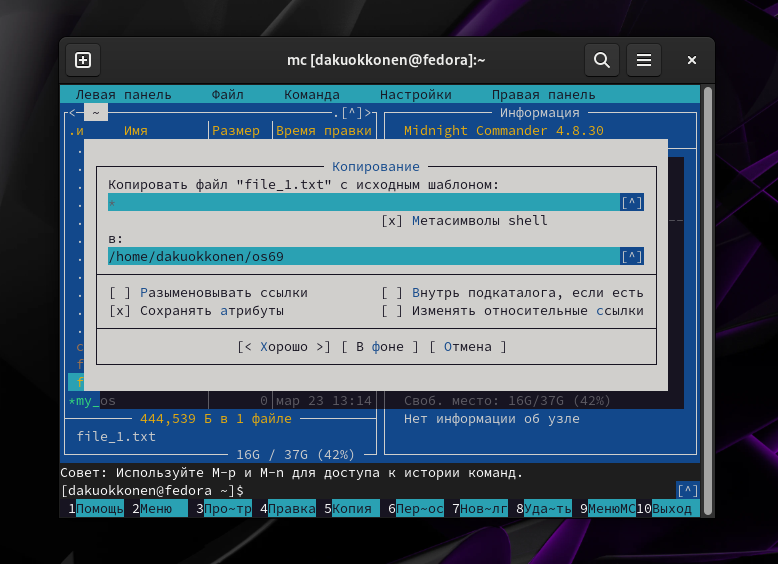 mc [dakuokkonen@fedora]:~
Левая панель Файл Команда Настройки Правая панель
<─ ~ .[^]> Информация
.и Имя Размер Время правки Midnight Commander 4.8.30
Копирование
Копировать файл "file_1.txt" с исходным шаблоном:
* [^]
[x] Метасимволы shell
в:
/home/dakuokkonen/os69 [^]
[ ] Разыменовывать ссылки [ ] Внутрь подкаталога, если есть
[x] Сохранять атрибуты [ ] Изменять относительные ссылки
[< Хорошо >] [ В фоне ] [ Отмена ]
*my_os 0 мар 23 13:14 Своб. место: 16G/37G (42%)
444,539 Б в 1 файле Нет информации об узле
file_1.txt
16G / 37G (42%)
Совет: Используйте M-p и M-n для доступа к истории команд.
[dakuokkonen@fedora ~]$ [^]
1Помощь 2Меню 3Про~тр 4Правка 5Копия 6Пер~ос 7Нов~лг 8Уда~ть 9МенюMC 10Выход